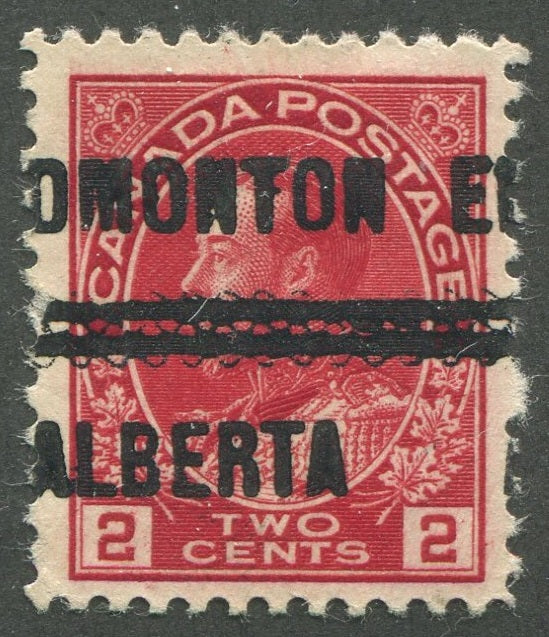 CANADA POSTAGE
DMONTON E
ALBERTA
2 TWO CENTS 2